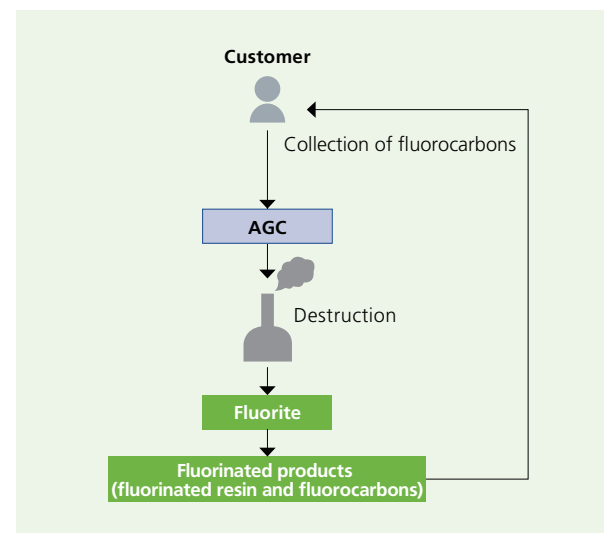 Customer
Collection of fluorocarbons
AGC
Destruction
Fluorite
Fluorinated products
(fluorinated resin and fluorocarbons)